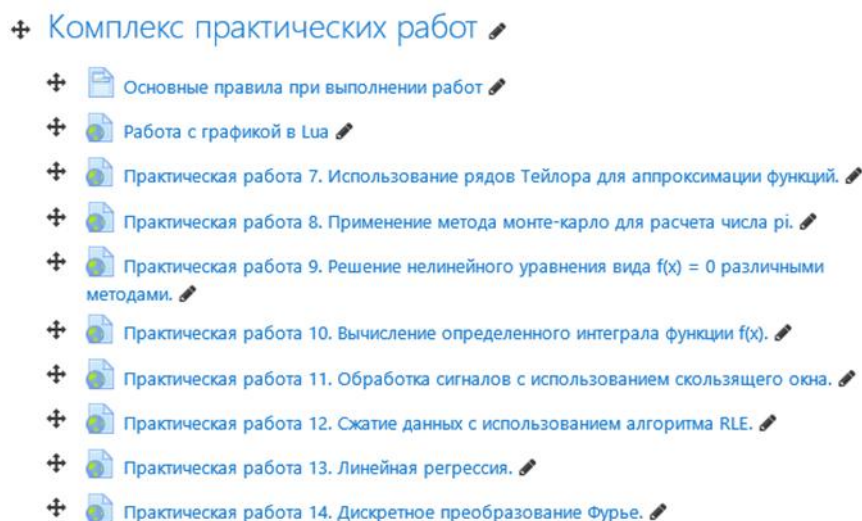 Комплекс практических работ
Основные правила при выполнении работ
Работа с графикой в Lua
Практическая работа 7. Использование рядов Тейлора для аппроксимации функций.
Практическая работа 8. Применение метода монте-карло для расчета числа pi.
Практическая работа 9. Решение нелинейного уравнения вида f(x) = 0 различными
методами.
Практическая работа 10. Вычисление определенного интеграла функции f(x).
Практическая работа 11. Обработка сигналов с использованием скользящего окна.
Практическая работа 12. Сжатие данных с использованием алгоритма RLE.
Практическая работа 13. Линейная регрессия.
Практическая работа 14. Дискретное преобразование Фурье.